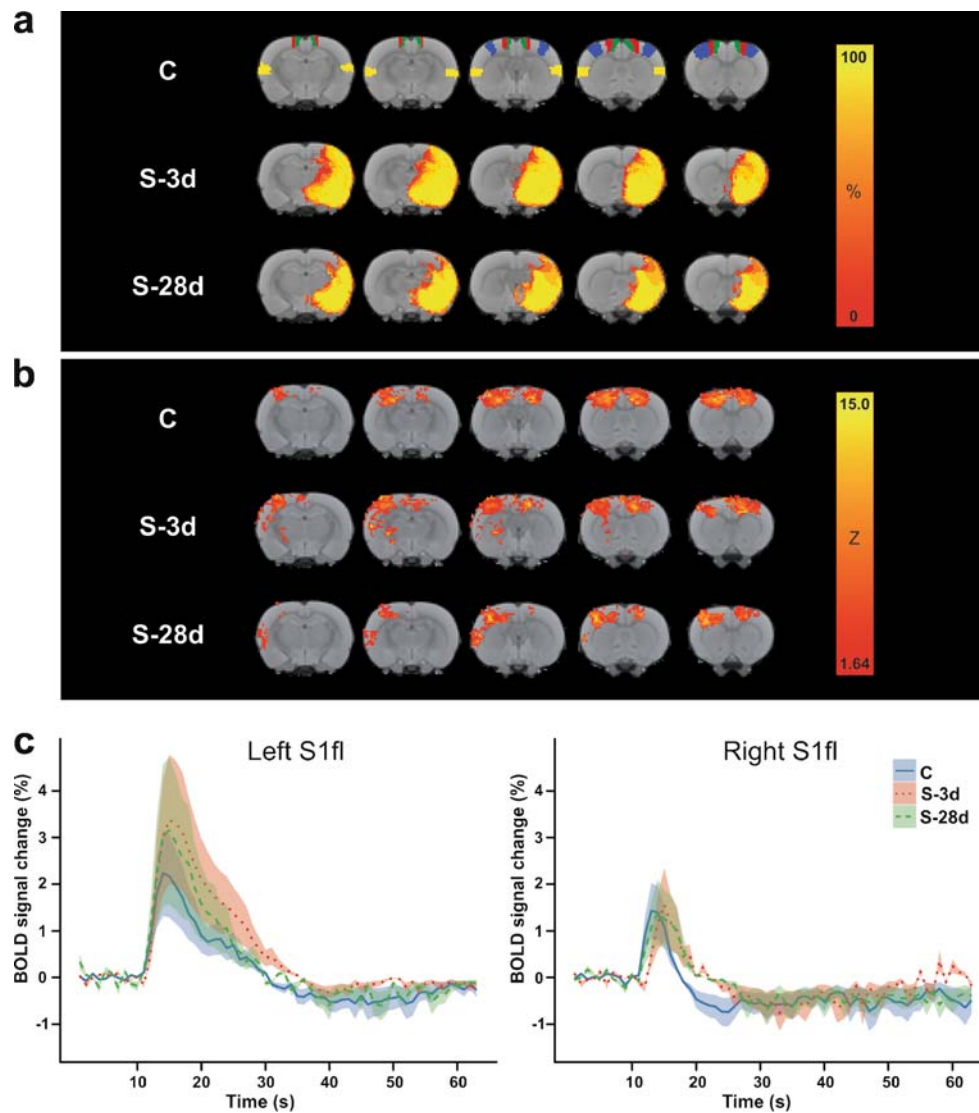 a
C
S-3d
S-28d
100
%
0
b
C
S-3d
S-28d
15.0
Z
1.64
c
Left S1fl
BOLD signal change (%)
4
3
2
1
0
-1
10 20 30 40 50 60
Time (s)
Right S1fl
BOLD signal change (%)
4
3
2
1
0
-1
10 20 30 40 50 60
Time (s)
C
S-3d
S-28d